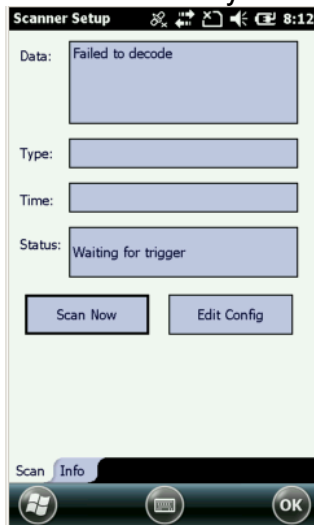 Scanner Setup 8:12
Data: Failed to decode
Type:
Time:
Status: Waiting for trigger
Scan Now Edit Config
Scan Info
OK